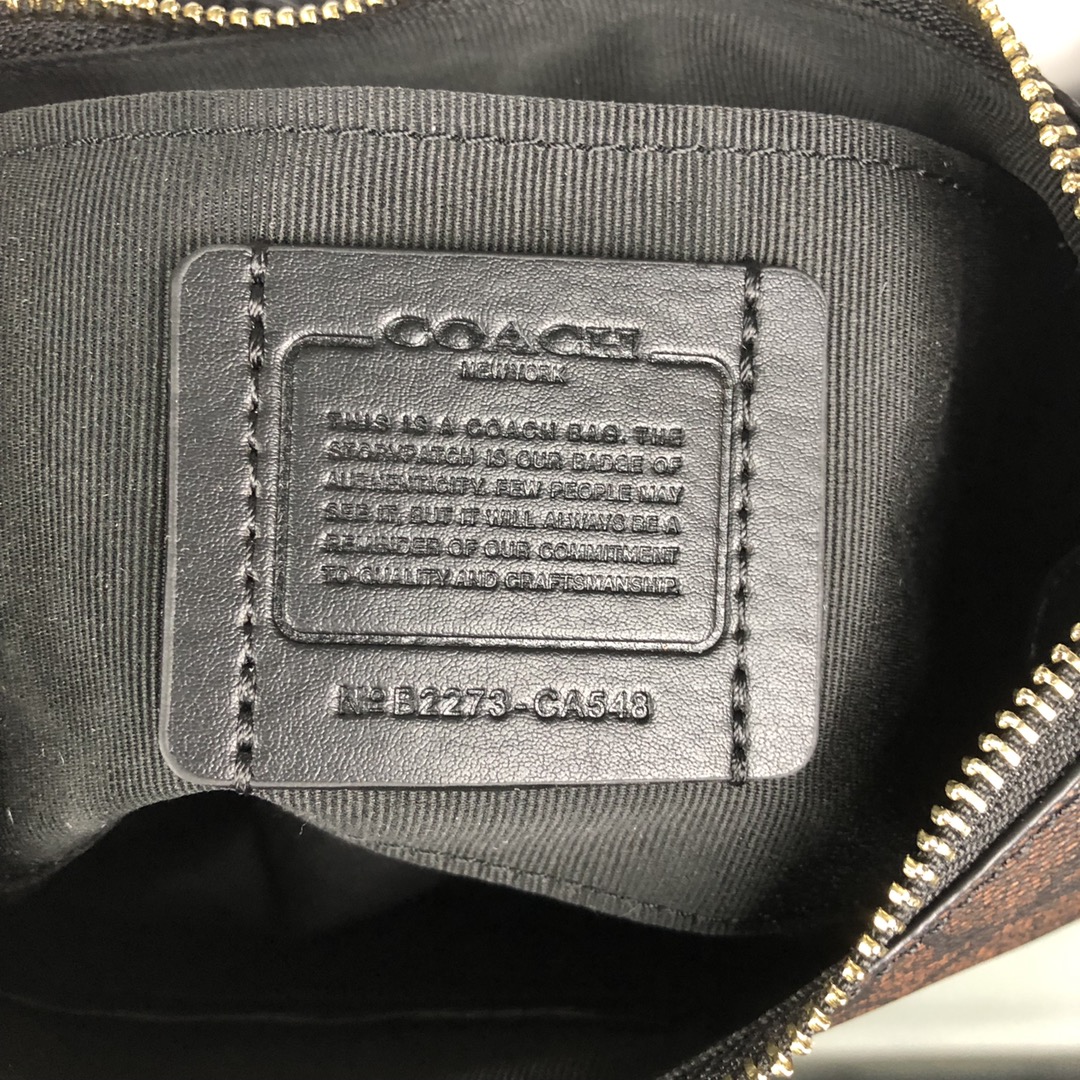 COACH
NEW YORK
THIS IS A COACH BAG. THE
STORYPATCH IS OUR BADGE OF
AUTHENTICITY. FEW PEOPLE MAY
SEE IT, BUT IT WILL ALWAYS BE A
REMINDER OF OUR COMMITMENT
TO QUALITY AND CRAFTSMANSHIP.
Nº B2273-CA548